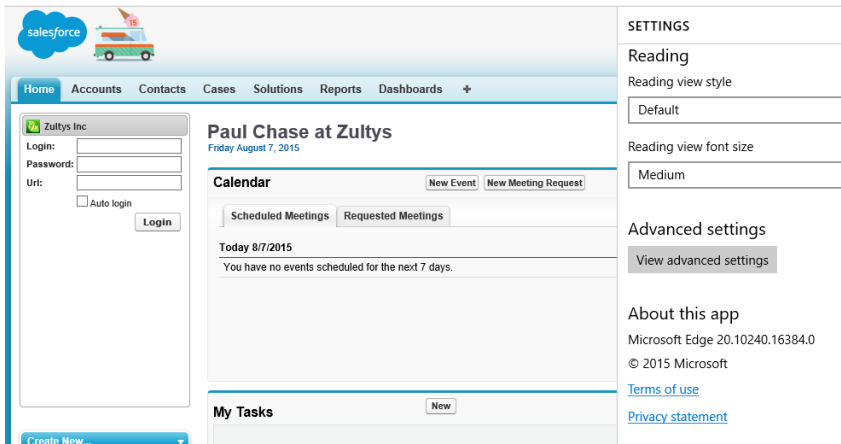 salesforce
15
Home Accounts Contacts Cases Solutions Reports Dashboards +
Zultys Inc
Login:
Password:
Url:
Auto login
Login
Create New...
Paul Chase at Zultys
Friday August 7, 2015
Calendar
New Event New Meeting Request
Scheduled Meetings Requested Meetings
Today 8/7/2015
You have no events scheduled for the next 7 days.
My Tasks
New
SETTINGS
Reading
Reading view style
Default
Reading view font size
Medium
Advanced settings
View advanced settings
About this app
Microsoft Edge 20.10240.16384.0
© 2015 Microsoft
Terms of use
Privacy statement